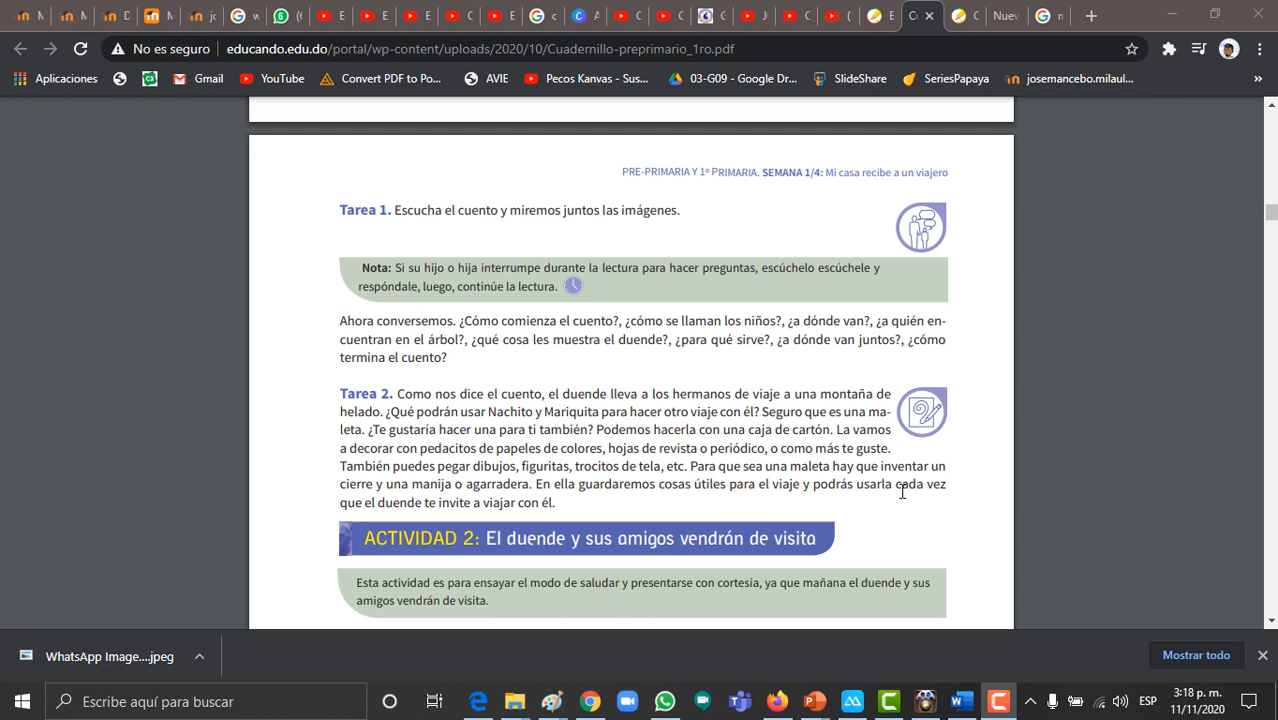 No es seguro
educando.edu.do/portal/wp-content/uploads/2020/10/Cuadernillo-preprimario_1ro.pdf
Aplicaciones Gmail YouTube Convert PDF to Po... AVIE Pecos Kanvas - Sus... 03-G09 - Google Dr... SlideShare SeriesPapaya josemancebo.milaul... »
PRE-PRIMARIA Y 1º PRIMARIA. SEMANA 1/4: Mi casa recibe a un viajero
Tarea 1. Escucha el cuento y miremos juntos las imágenes.
Nota: Si su hijo o hija interrumpe durante la lectura para hacer preguntas, escúchelo escúchele y
respóndale, luego, continúe la lectura.
Ahora conversemos. ¿Cómo comienza el cuento?, ¿cómo se llaman los niños?, ¿a dónde van?, ¿a quién en-
cuentran en el árbol?, ¿qué cosa les muestra el duende?, ¿para qué sirve?, ¿a dónde van juntos?, ¿cómo
termina el cuento?
Tarea 2. Como nos dice el cuento, el duende lleva a los hermanos de viaje a una montaña de
helado. ¿Qué podrán usar Nachito y Mariquita para hacer otro viaje con él? Seguro que es una ma-
leta. ¿Te gustaría hacer una para ti también? Podemos hacerla con una caja de cartón. La vamos
a decorar con pedacitos de papeles de colores, hojas de revista o periódico, o como más te guste.
También puedes pegar dibujos, figuritas, trocitos de tela, etc. Para que sea una maleta hay que inventar un
cierre y una manija o agarradera. En ella guardaremos cosas útiles para el viaje y podrás usarla cada vez
que el duende te invite a viajar con él.
ACTIVIDAD 2: El duende y sus amigos vendrán de visita
Esta actividad es para ensayar el modo de saludar y presentarse con cortesía, ya que mañana el duende y sus
amigos vendrán de visita.
WhatsApp Image....jpeg
Mostrar todo
Escribe aquí para buscar
ESP
3:18 p. m.
11/11/2020